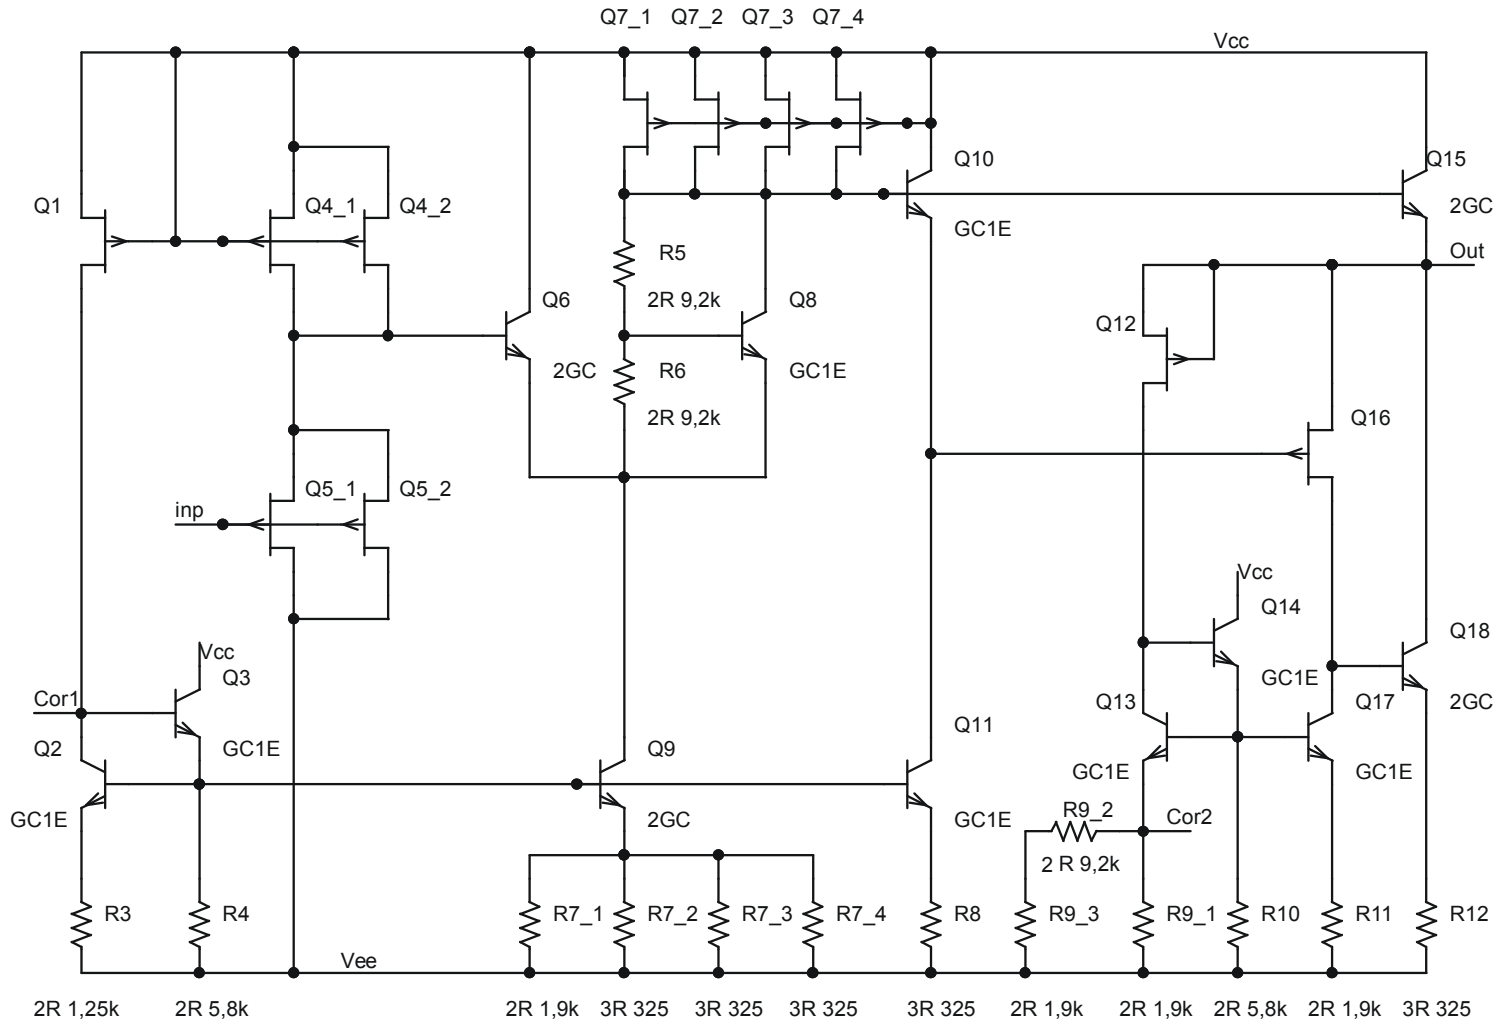 Q7_1 Q7_2 Q7_3 Q7_4
Vcc
Q10
Q15
Q1
Q4_1 Q4_2
GC1E
2GC
R5
Out
2R 9,2k
Q6
Q8
Q12
2GC
R6
GC1E
2R 9,2k
Q16
Q5_1 Q5_2
inp
Vcc
Q14
Q18
Vcc
Q3
GC1E
Cor1
Q13
Q17
2GC
Q2
GC1E
Q9
Q11
GC1E
GC1E
GC1E
2GC
GC1E
R9_2
Cor2
2 R 9,2k
R3
R4
R7_1
R7_2
R7_3
R7_4
R8
R9_3
R9_1
R10
R11
R12
Vee
2R 1,25k
2R 5,8k
2R 1,9k
3R 325
3R 325
3R 325
3R 325
2R 1,9k
2R 1,9k
2R 5,8k
2R 1,9k
3R 325